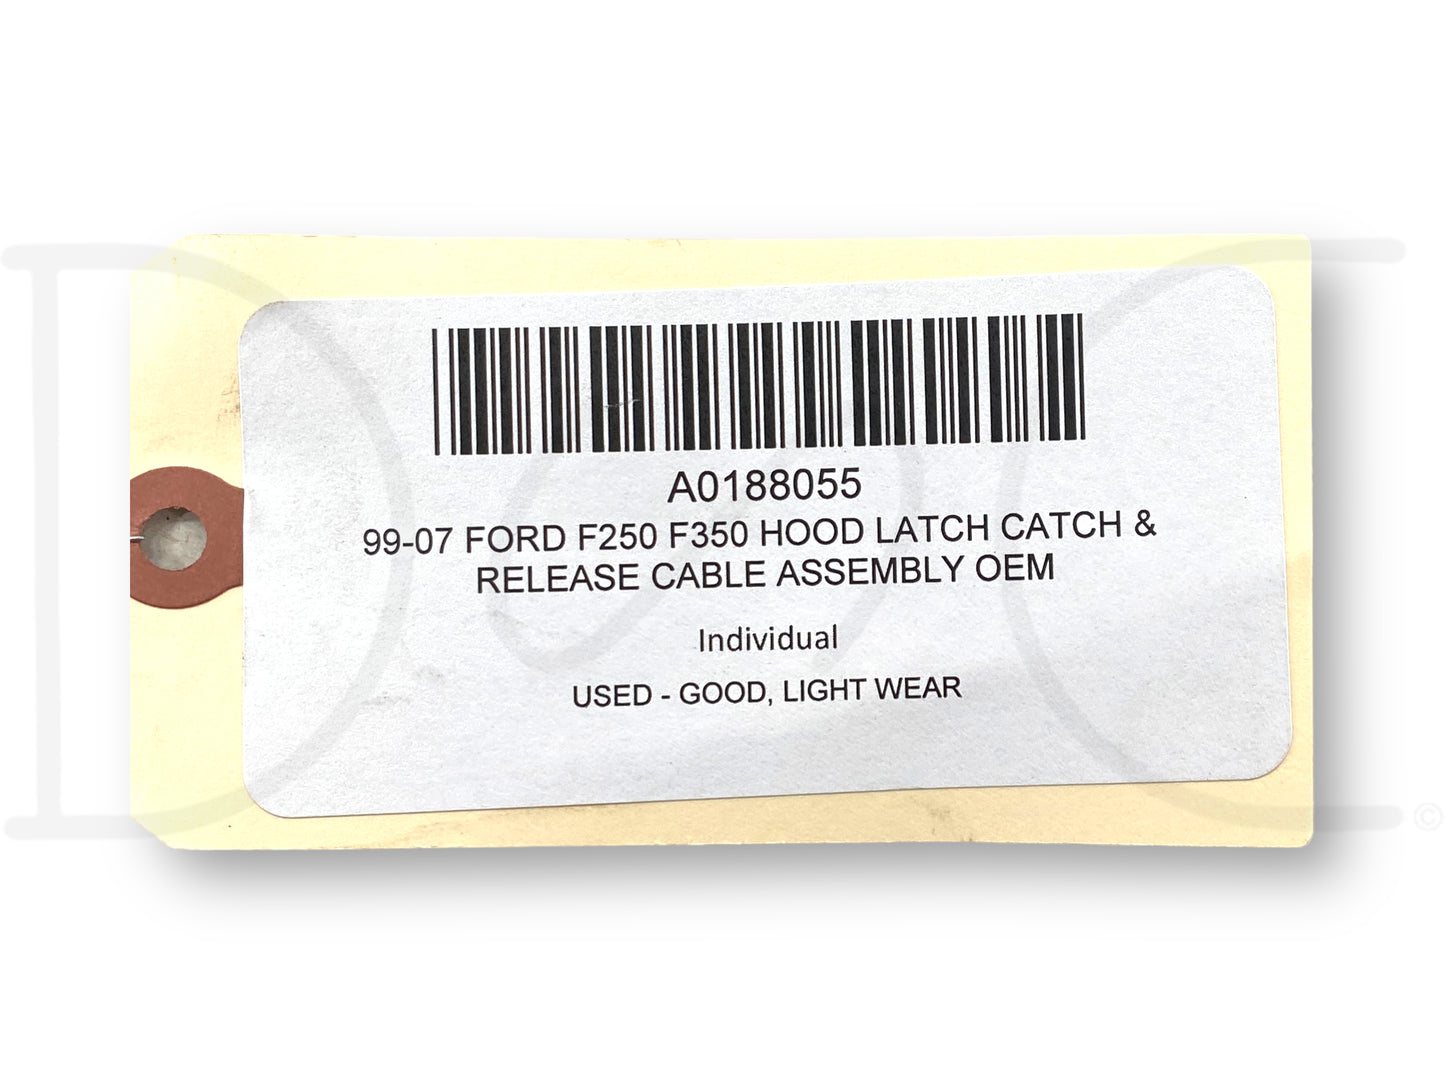 A0188055
99-07 FORD F250 F350 HOOD LATCH CATCH &
RELEASE CABLE ASSEMBLY OEM
Individual
USED - GOOD, LIGHT WEAR
©